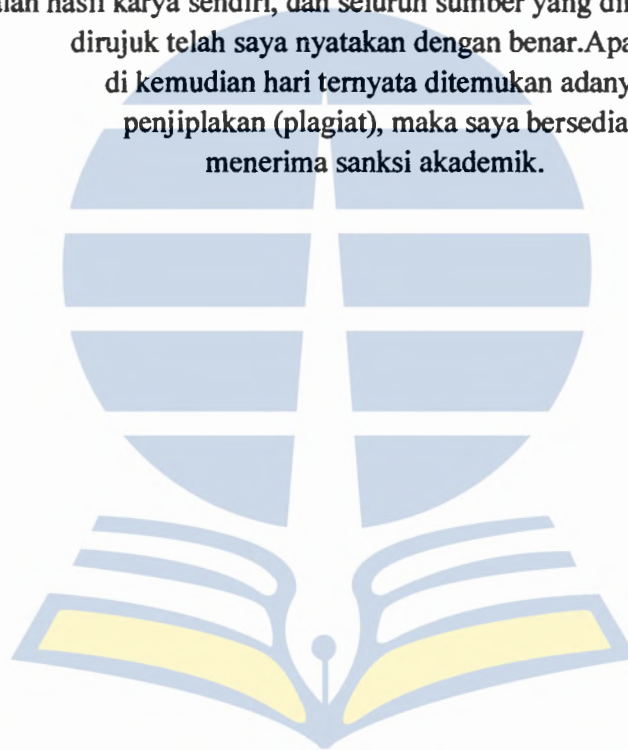 hasil karya sendiri, dan seluruh sumber yang
dirujuk telah saya nyatakan dengan benar.Apa
di kemudian hari ternyata ditemukan adany
penjiplakan (plagiat), maka saya bersedia
menerima sanksi akademik.